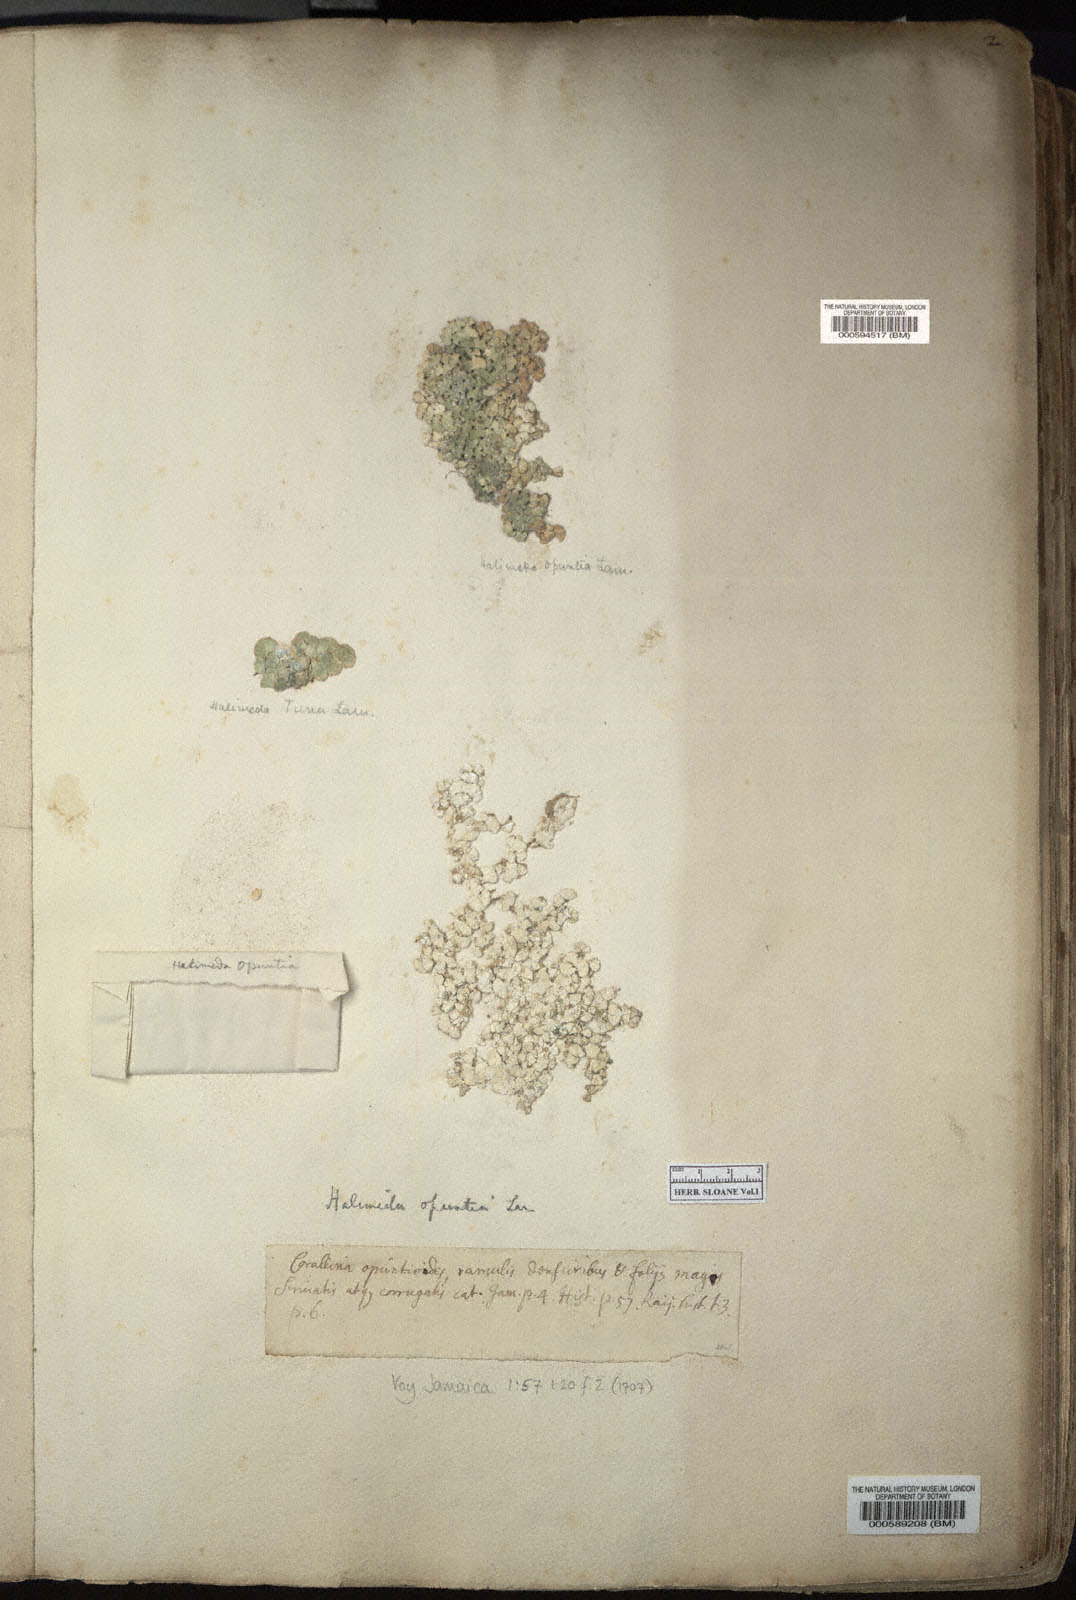 2
THE NATURAL HISTORY MUSEUM, LONDON
DEPARTMENT OF BOTANY
000594517 (BM)
Halimeda opuntia Lam.
Halimeda Tuna Lam.
Halimeda opuntia
HERB. SLOANE Vol.1
Halimeda opuntia Lam
Corallina opuntioides, ramulis densioribus & folijs magis
Sinuatis atq corrugatis cat. Jam. p. 4. Hist. p. 57. Raij. hist. t. 3.
p. 6.
Voy Jamaica 1:57 t.20 f.2 (1707)
THE NATURAL HISTORY MUSEUM, LONDON
DEPARTMENT OF BOTANY
000589208 (BM)